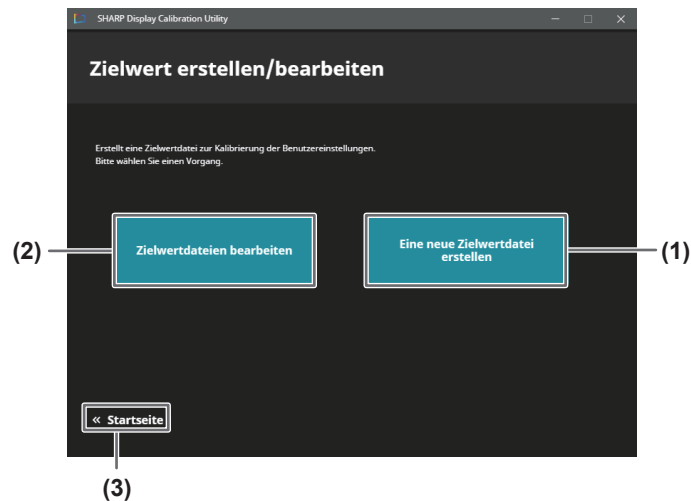 SHARP Display Calibration Utility
Zielwert erstellen/bearbeiten
Erstellt eine Zielwertdatei zur Kalibrierung der Benutzereinstellungen.
Bitte wählen Sie einen Vorgang.
(2)
Zielwertdateien bearbeiten
Eine neue Zielwertdatei
erstellen
(1)
« Startseite
(3)